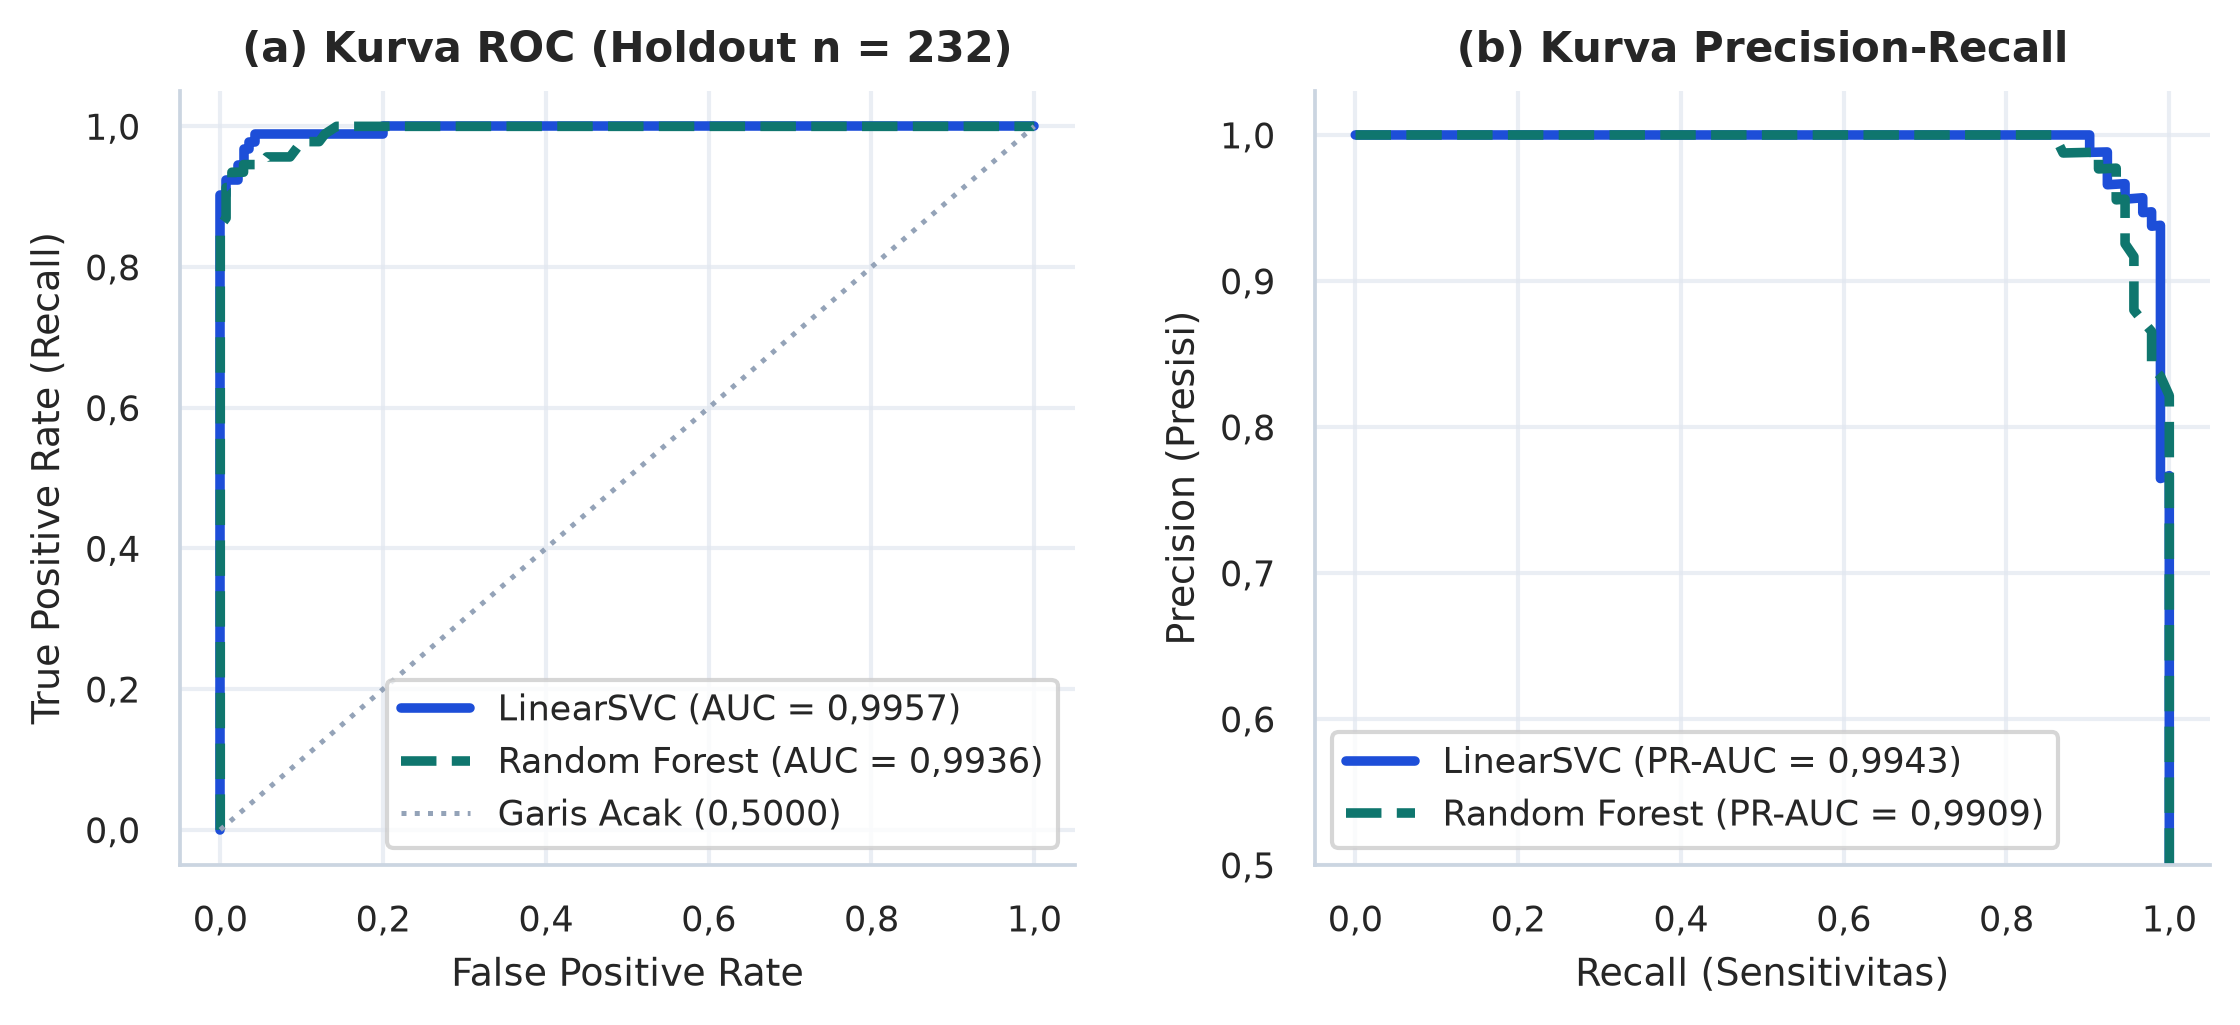 (a) Kurva ROC (Holdout n = 232)
True Positive Rate (Recall)
1,0
0,8
0,6
0,4
0,2
0,0
LinearSVC (AUC = 0,9957)
Random Forest (AUC = 0,9936)
Garis Acak (0,5000)
0,0 0,2 0,4 0,6 0,8 1,0
False Positive Rate
(b) Kurva Precision-Recall
Precision (Presisi)
1,0
0,9
0,8
0,7
0,6
0,5
LinearSVC (PR-AUC = 0,9943)
Random Forest (PR-AUC = 0,9909)
0,0 0,2 0,4 0,6 0,8 1,0
Recall (Sensitivitas)